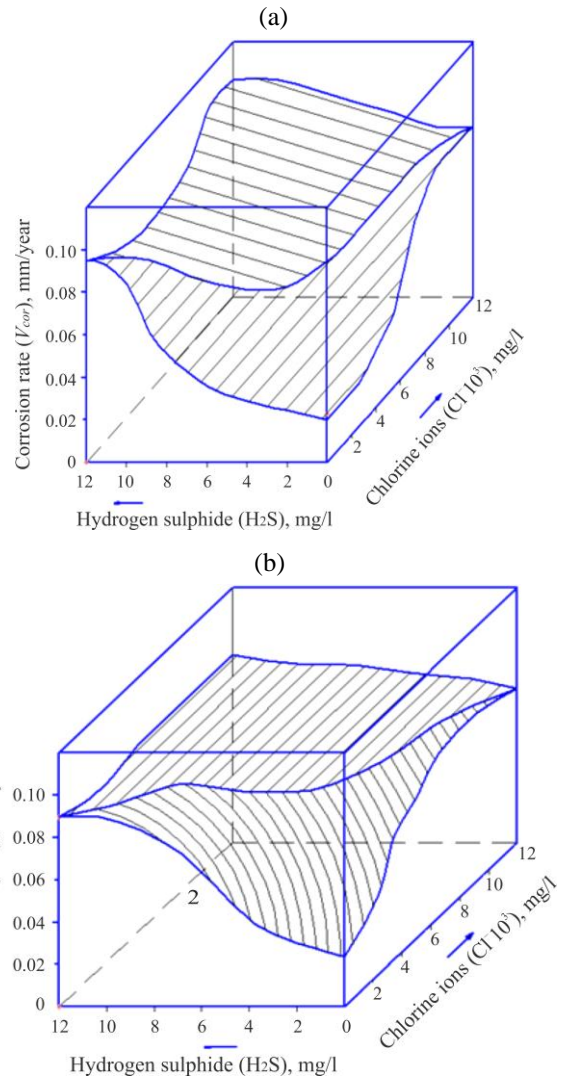 (a)
Corrosion rate (Vcor), mm/year
0.10
0.08
0.06
0.04
0.02
0
12 10 8 6 4 2 0
Hydrogen sulphide (H2S), mg/l
2
4
6
8
10
12
Chlorine ions (Cl⁻10³), mg/l
(b)
0.10
0.08
0.06
0.04
0.02
0
2
12 10 8 6 4 2 0
Hydrogen sulphide (H2S), mg/l
2
4
6
8
10
12
Chlorine ions (Cl⁻10³), mg/l